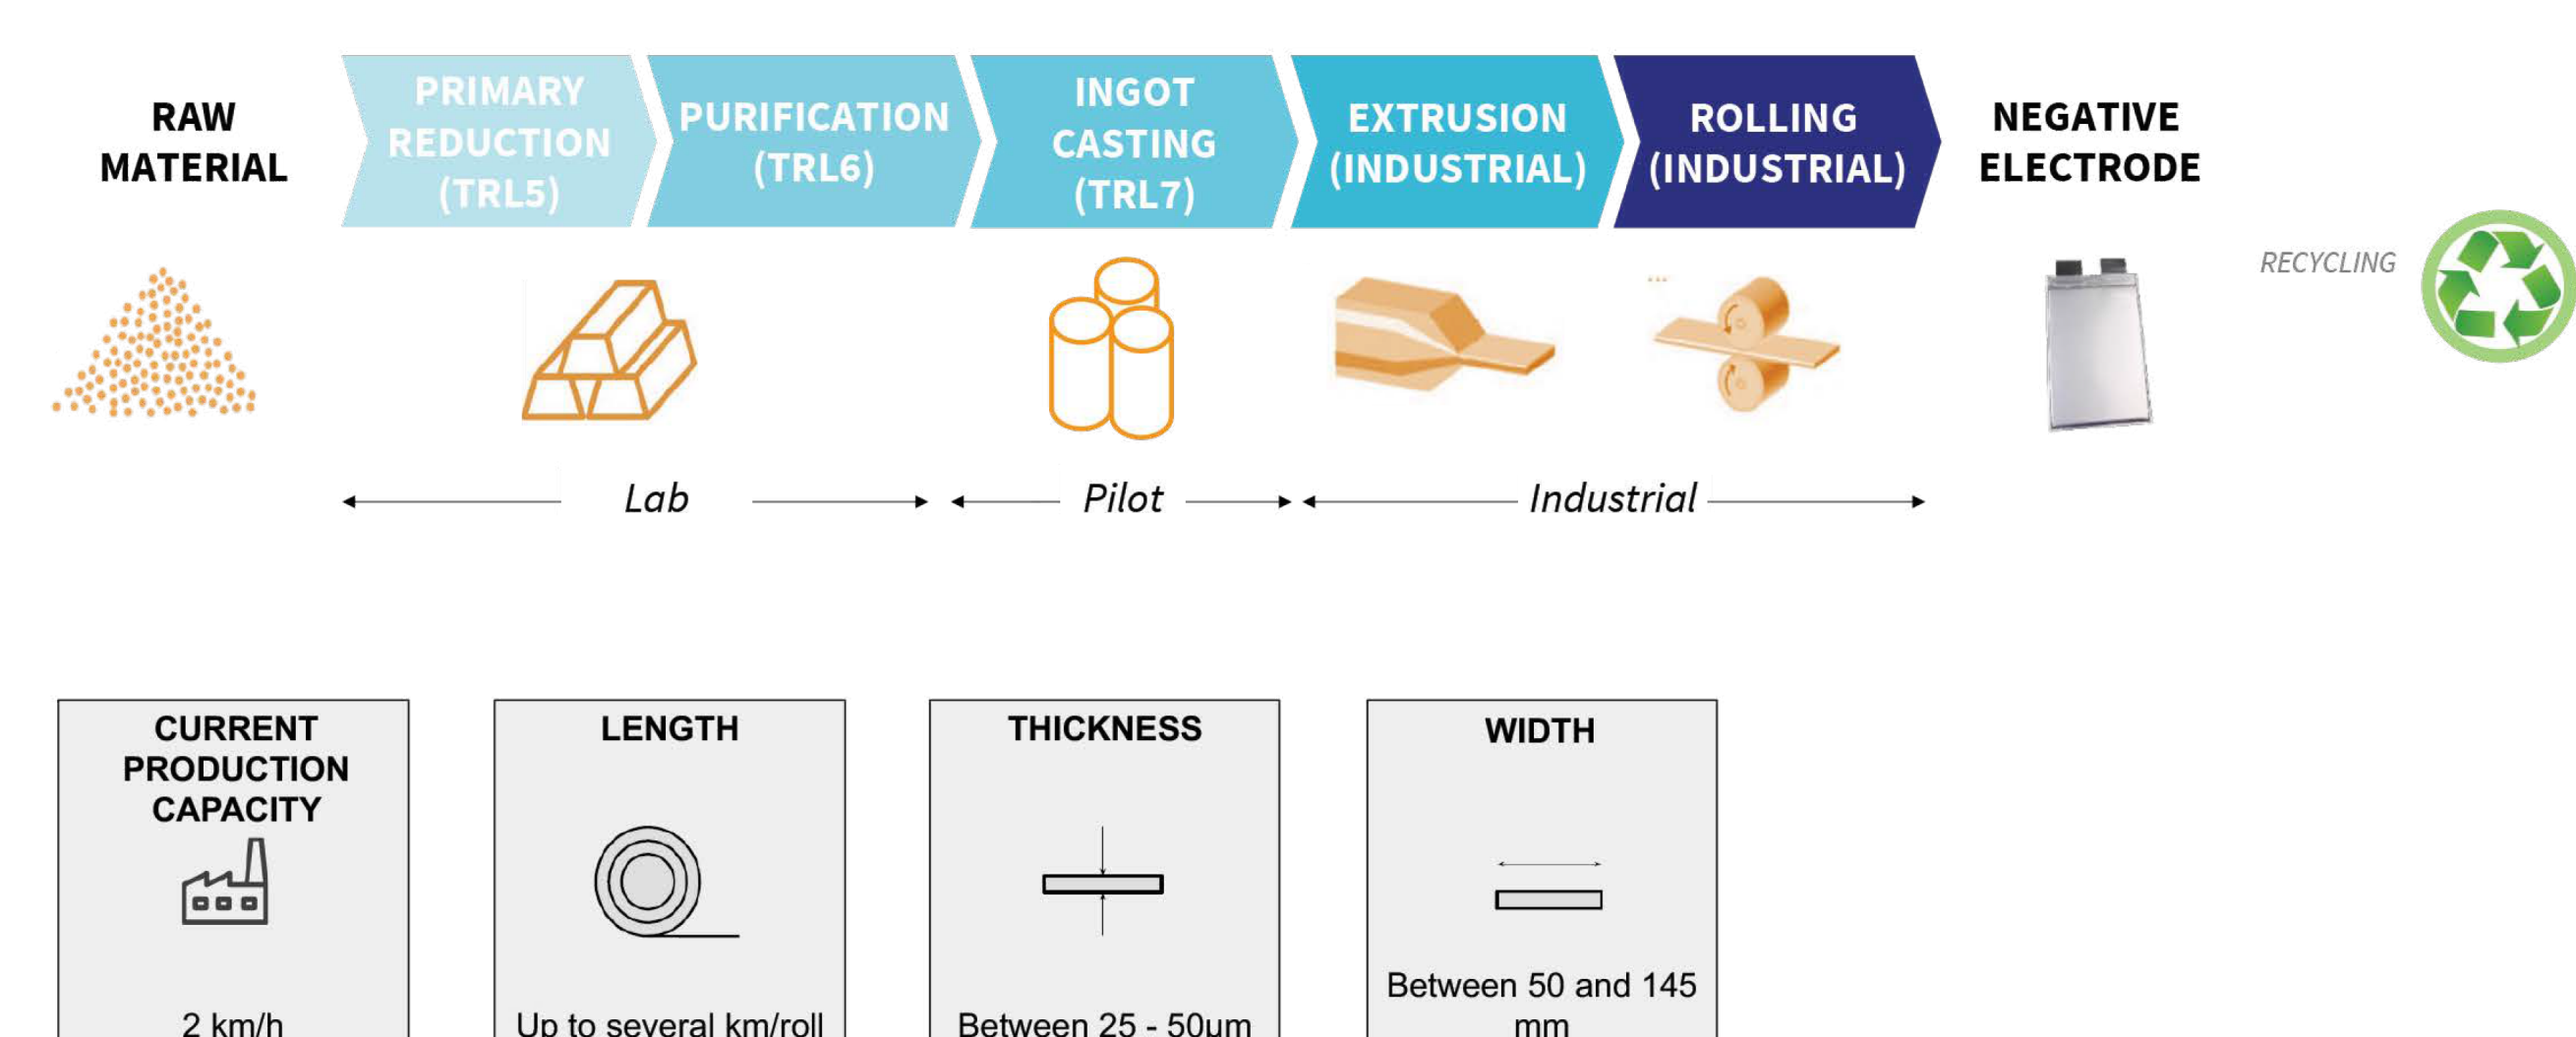 RAW
MATERIAL
PRIMARY
REDUCTION
(TRL5)
PURIFICATION
(TRL6)
INGOT
CASTING
(TRL7)
EXTRUSION
(INDUSTRIAL)
ROLLING
(INDUSTRIAL)
NEGATIVE
ELECTRODE
RECYCLING
...
Lab
Pilot
Industrial
CURRENT
PRODUCTION
CAPACITY
2 km/h
LENGTH
Up to several km/roll
THICKNESS
Between 25 - 50µm
WIDTH
Between 50 and 145
mm